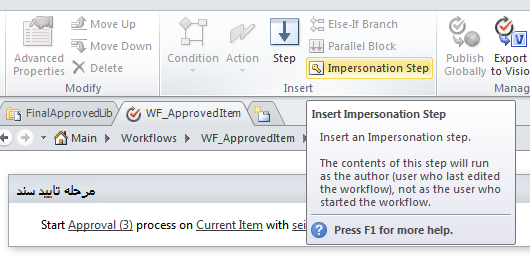 Advanced Properties
Move Up
Move Down
Delete
Modify
Condition
Action
Step
Else-If Branch
Parallel Block
Impersonation Step
Insert
Publish Globally
Export to Visio
Manag
FinalApprovedLib
WF_ApprovedItem
Main
Workflows
WF_ApprovedItem
Insert Impersonation Step
Insert an Impersonation step.
The contents of this step will run
as the author (user who last edited
the workflow), not as the user who
started the workflow.
Press F1 for more help.
مرحله تایید سند
Start Approval (3) process on Current Item with sei